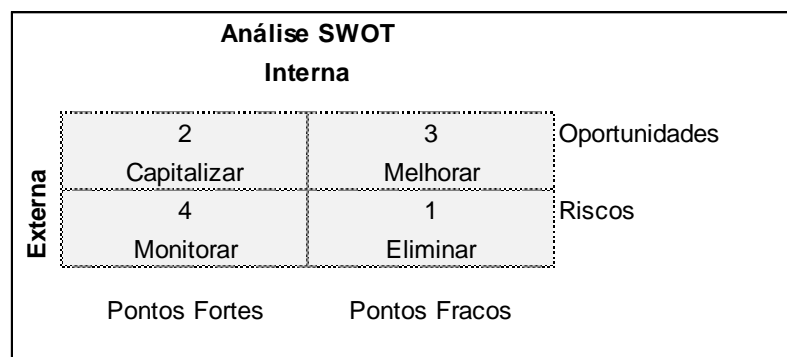 Análise SWOT
Interna
2 3 Oportunidades
Capitalizar Melhorar
Externa
4 1 Riscos
Monitorar Eliminar
Pontos Fortes Pontos Fracos